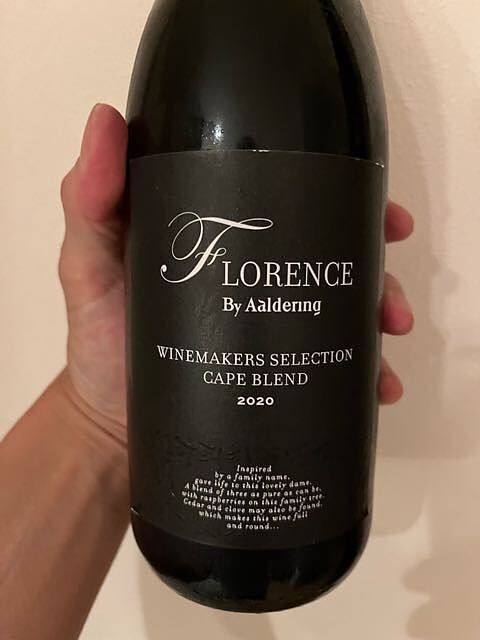 FLORENCE
By Aàldering
WINEMAKERS SELECTION
CAPE BLEND
2020
Inspired
by a family name,
gave life to this lovely dame.
A blend of three as pure as can be,
with raspberries on this family tree.
Cedar and clove may also be found,
which makes this wine full
and round...